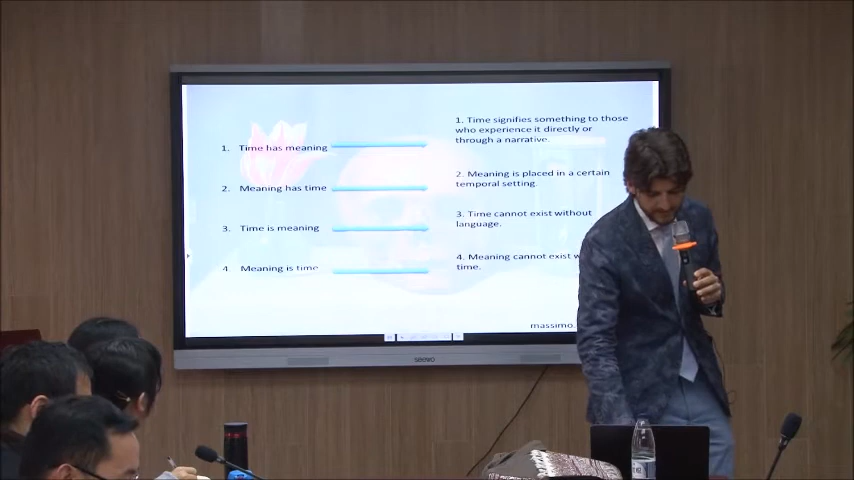 1. Time has meaning
2. Meaning has time
3. Time is meaning
4. Meaning is time
1. Time signifies something to those
who experience it directly or
through a narrative.
2. Meaning is placed in a certain
temporal setting.
3. Time cannot exist without
language.
4. Meaning cannot exist
time.
massimo.
seewo